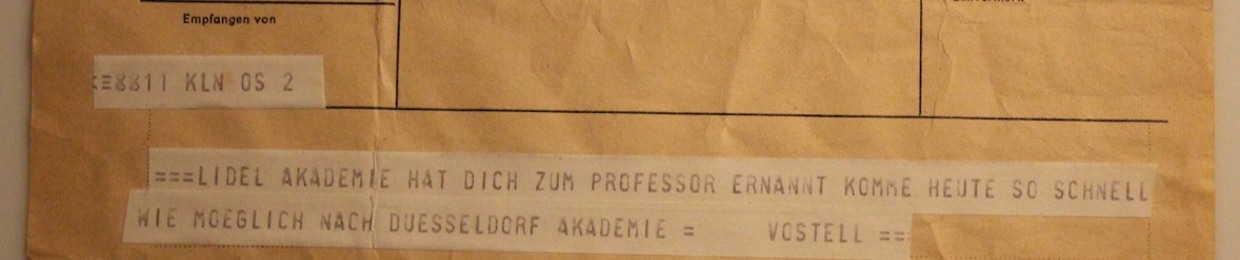 Empfangen von
<≡8811 KLN OS 2
===LIDEL AKADEMIE HAT DICH ZUM PROFESSOR ERNANNT KOMME HEUTE SO SCHNELL
WIE MOEGLICH NACH DUESSELDORF AKADEMIE = VOSTELL ===